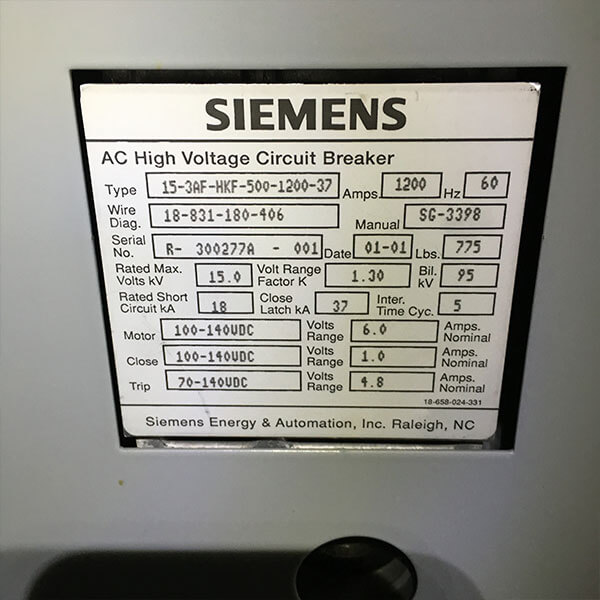 SIEMENS
AC High Voltage Circuit Breaker
Type 15-3AF-HKF-500-1200-37 Amps. 1200 Hz 60
Wire Diag. 18-831-180-406 Manual SG-3398
Serial No. R- 300277A - 001 Date 01-01 Lbs. 775
Rated Max. Volts kV 15.0 Volt Range Factor K 1.30 Bil. kV 95
Rated Short Circuit kA 18 Close Latch kA 37 Inter. Time Cyc. 5
Motor 100-140VDC Volts Range 6.0 Amps. Nominal
Close 100-140VDC Volts Range 1.0 Amps. Nominal
Trip 70-140VDC Volts Range 4.8 Amps. Nominal
18-658-024-331
Siemens Energy & Automation, Inc. Raleigh, NC